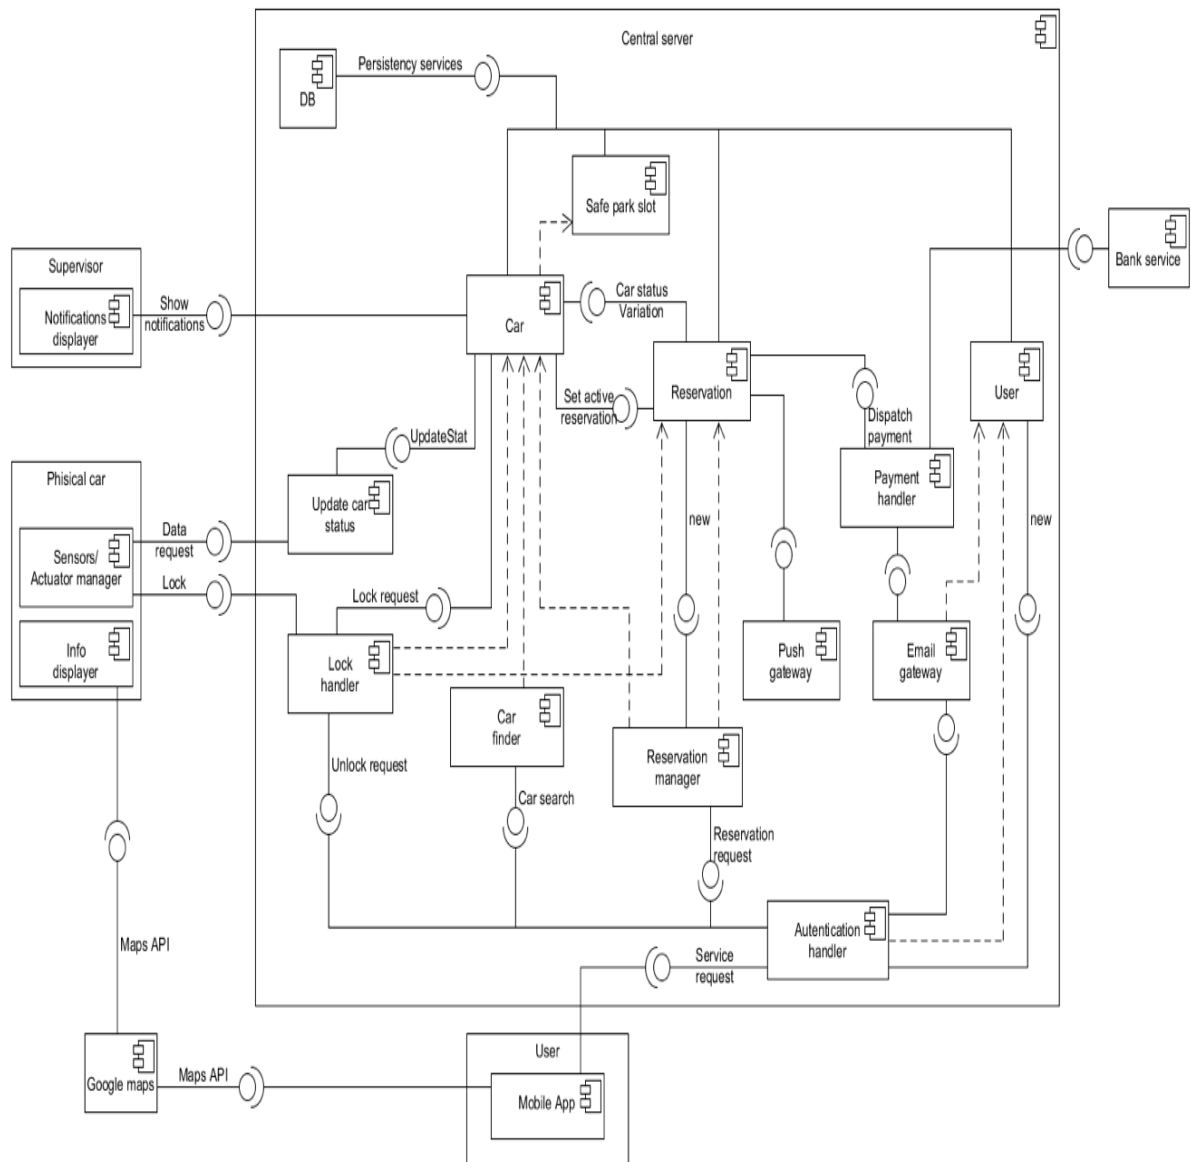 Central server
Persistency services
DB
Safe park slot
Bank service
Supervisor
Notifications
displayer
Show
notifications
Car
Car status
Variation
Reservation
User
Set active
reservation
Dispatch
payment
UpdateStat
Phisical car
Update car
status
Payment
handler
new
new
Data
request
Sensors/
Actuator manager
Lock
Lock request
Info
displayer
Lock
handler
Push
gateway
Email
gateway
Car
finder
Reservation
manager
Unlock request
Car search
Reservation
request
Autentication
handler
Maps API
Service
request
Google maps
Maps API
User
Mobile App